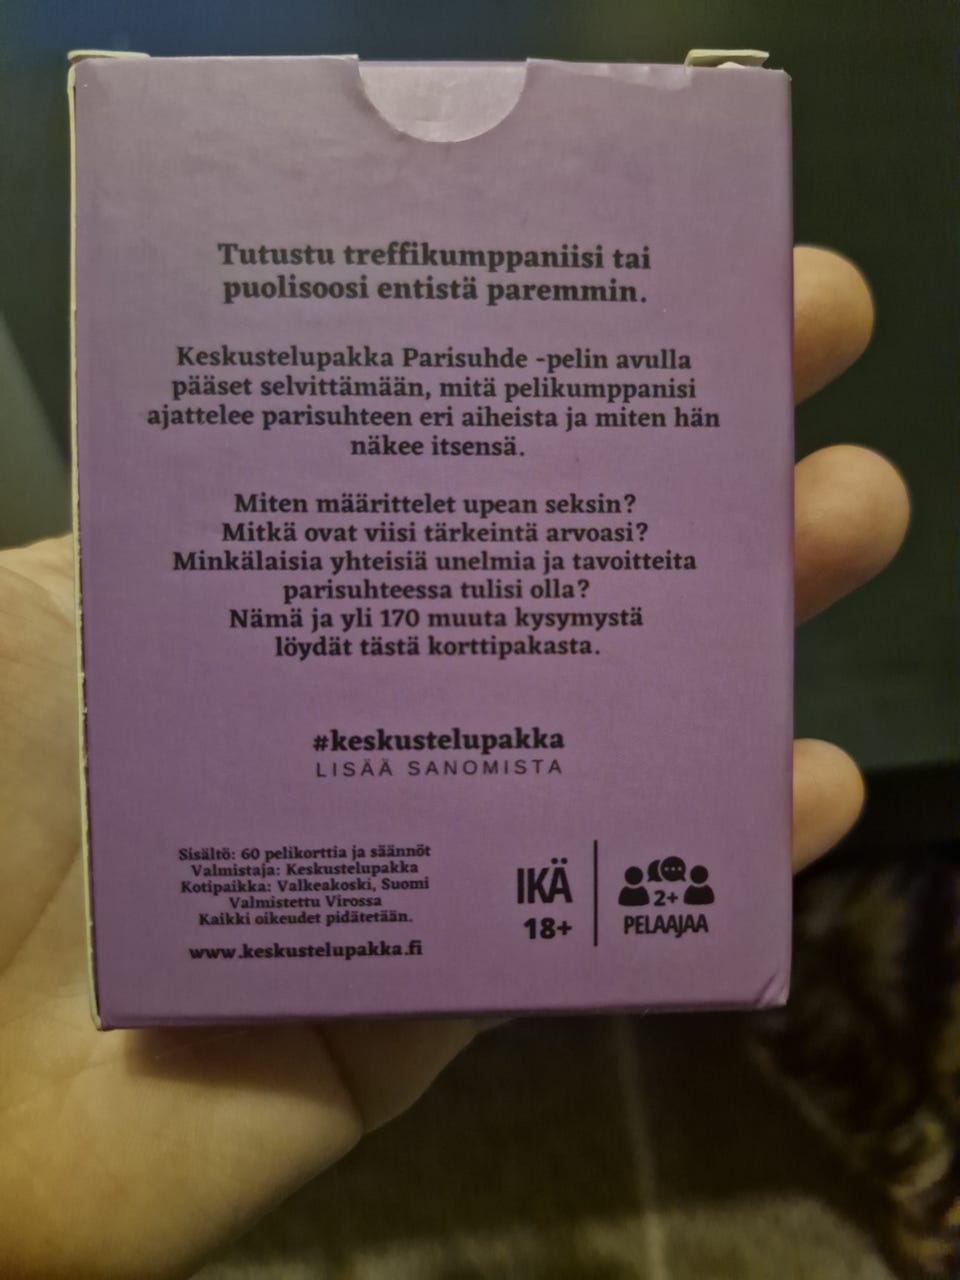 Tutustu treffikumppaniisi tai
puolisoosi entistä paremmin.
Keskustelupakka Parisuhde -pelin avulla
pääset selvittämään, mitä pelikumppanisi
ajattelee parisuhteen eri aiheista ja miten hän
näkee itsensä.
Miten määrittelet upean seksin?
Mitkä ovat viisi tärkeintä arvoasi?
Minkälaisia yhteisiä unelmia ja tavoitteita
parisuhteessa tulisi olla?
Nämä ja yli 170 muuta kysymystä
löydät tästä korttipakasta.
#keskustelupakka
LISÄÄ SANOMISTA
Sisältö: 60 pelikorttia ja säännöt
Valmistaja: Keskustelupakka
Kotipaikka: Valkeakoski, Suomi
Valmistettu Virossa
Kaikki oikeudet pidätetään.
www.keskustelupakka.fi
IKÄ
18+
2+
PELAAJAA